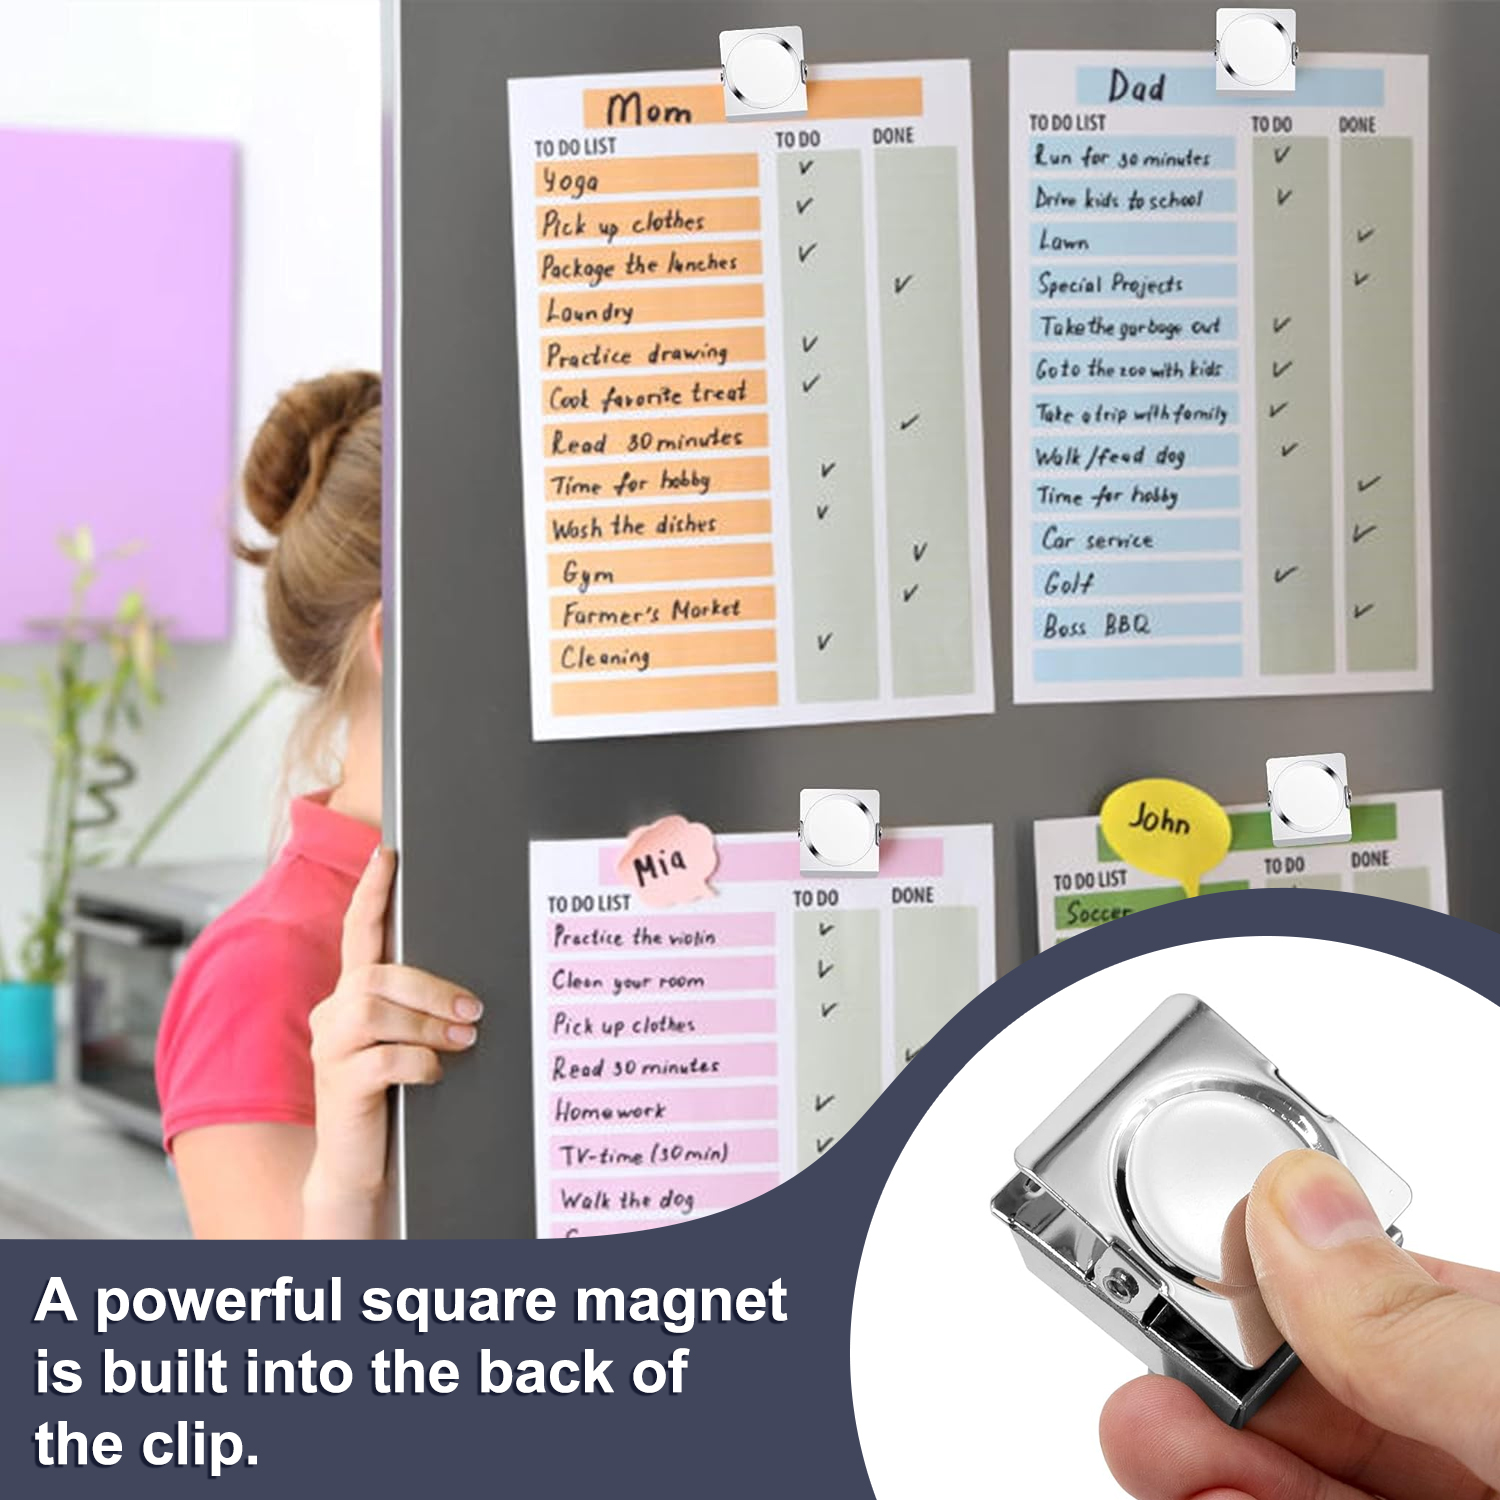 Mom
TO DO LIST TO DO DONE
Yoga ✓
Pick up clothes ✓
Package the lunches ✓
Laundry ✓
Practice drawing ✓
Cook favorite treat ✓
Read 30 minutes ✓
Time for hobby ✓
Wash the dishes ✓
Gym ✓
Farmer's Market ✓
Cleaning ✓
Dad
TO DO LIST TO DO DONE
Run for 30 minutes ✓
Drive kids to school ✓
Lawn ✓
Special Projects ✓
Take the garbage out ✓
Go to the zoo with kids ✓
Take a trip with family ✓
Walk/feed dog ✓
Time for hobby ✓
Car service ✓
Golf ✓
Boss BBQ ✓
Mia
TO DO LIST TO DO DONE
Practice the violin ✓
Clean your room ✓
Pick up clothes ✓
Read 30 minutes ✓
Homework ✓
TV-time (30min) ✓
Walk the dog
John
TO DO LIST TO DO DONE
Soccer
A powerful square magnet
is built into the back of
the clip.